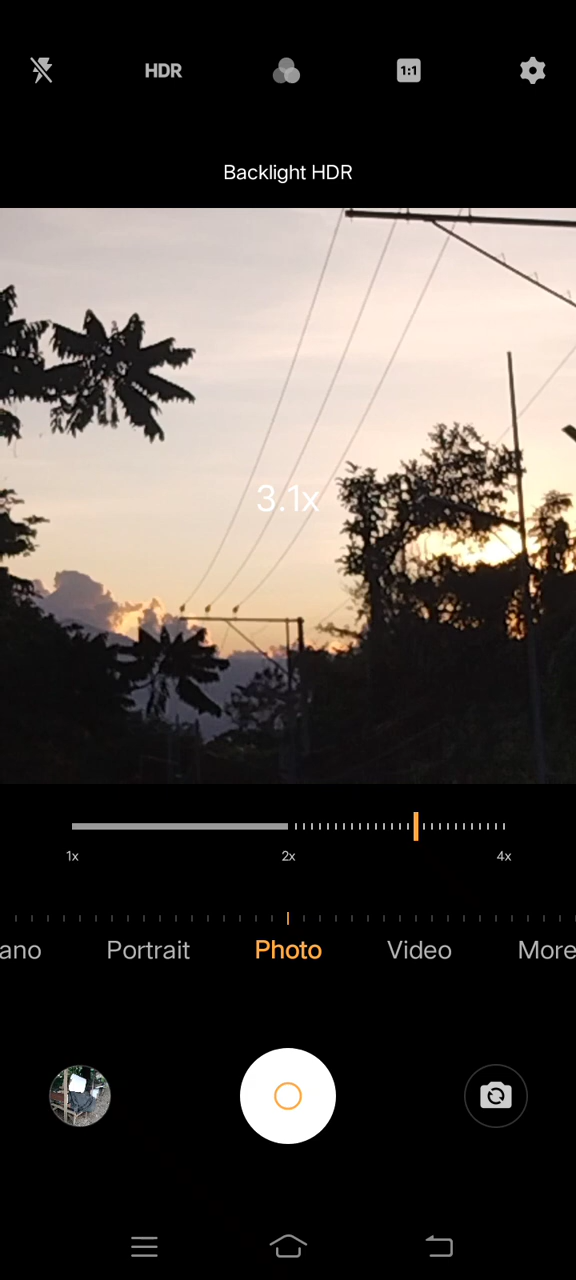 HDR
1:1
Backlight HDR
3.1x
1x 2x 4x
ano Portrait Photo Video More